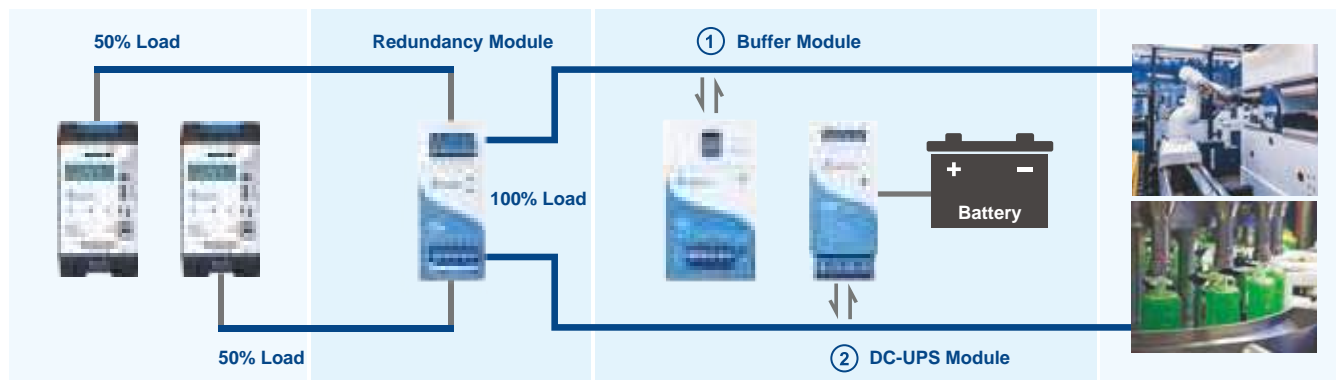 50% Load
Redundancy Module
1 Buffer Module
100% Load
+ −
Battery
50% Load
2 DC-UPS Module